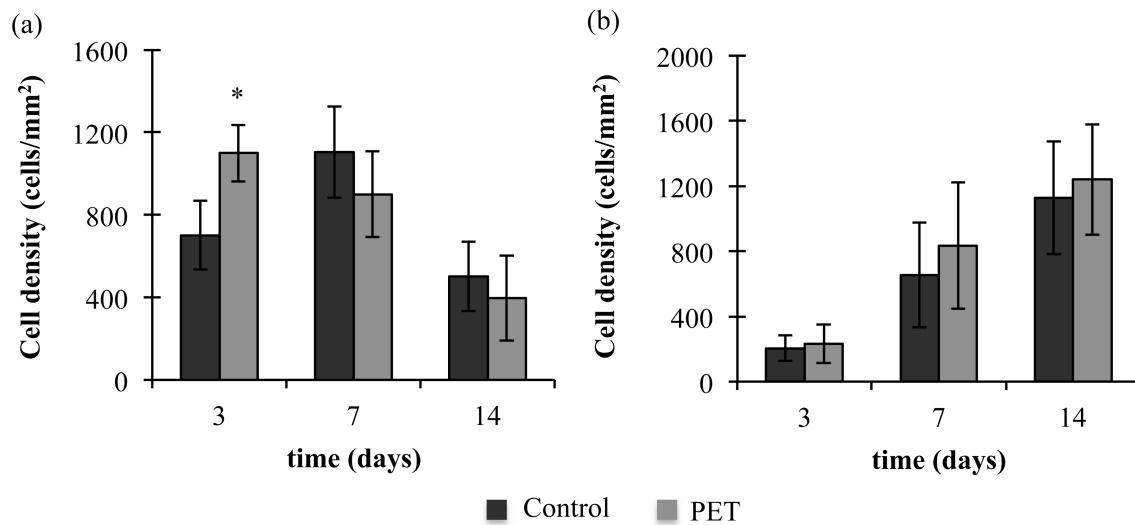 (a)
Cell density (cells/mm²)
1600
1200
800
400
0
*
3 7 14
time (days)
(b)
Cell density (cells/mm²)
2000
1600
1200
800
400
0
3 7 14
time (days)
Control PET